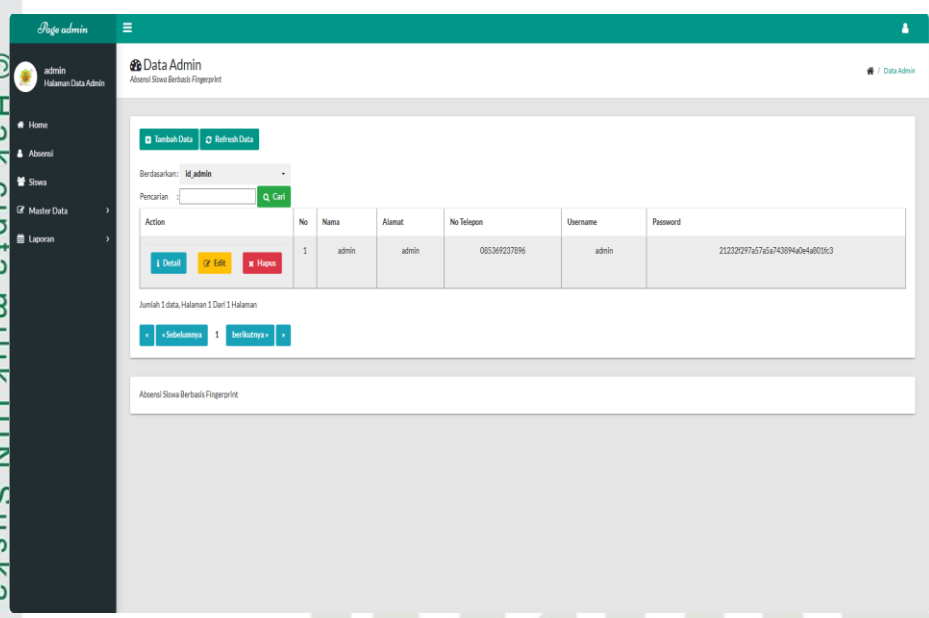 Page admin
admin
Halaman Data Admin
Home
Absensi
Siswa
Master Data
Laporan
Data Admin
Absensi Siswa Berbasis Fingerprint
/ Data Admin
Tambah Data Refresh Data
Berdasarkan: id_admin
Pencarian : Cari
Action No Nama Alamat No Telepon Username Password
Detail Edit Hapus 1 admin admin 085369237896 admin 21232f297a57a5a743894a0e4a801fc3
Jumlah 1 data, Halaman 1 Dari 1 Halaman
« « Sebelumnya 1 berikutnya » »
Absensi Siswa Berbasis Fingerprint